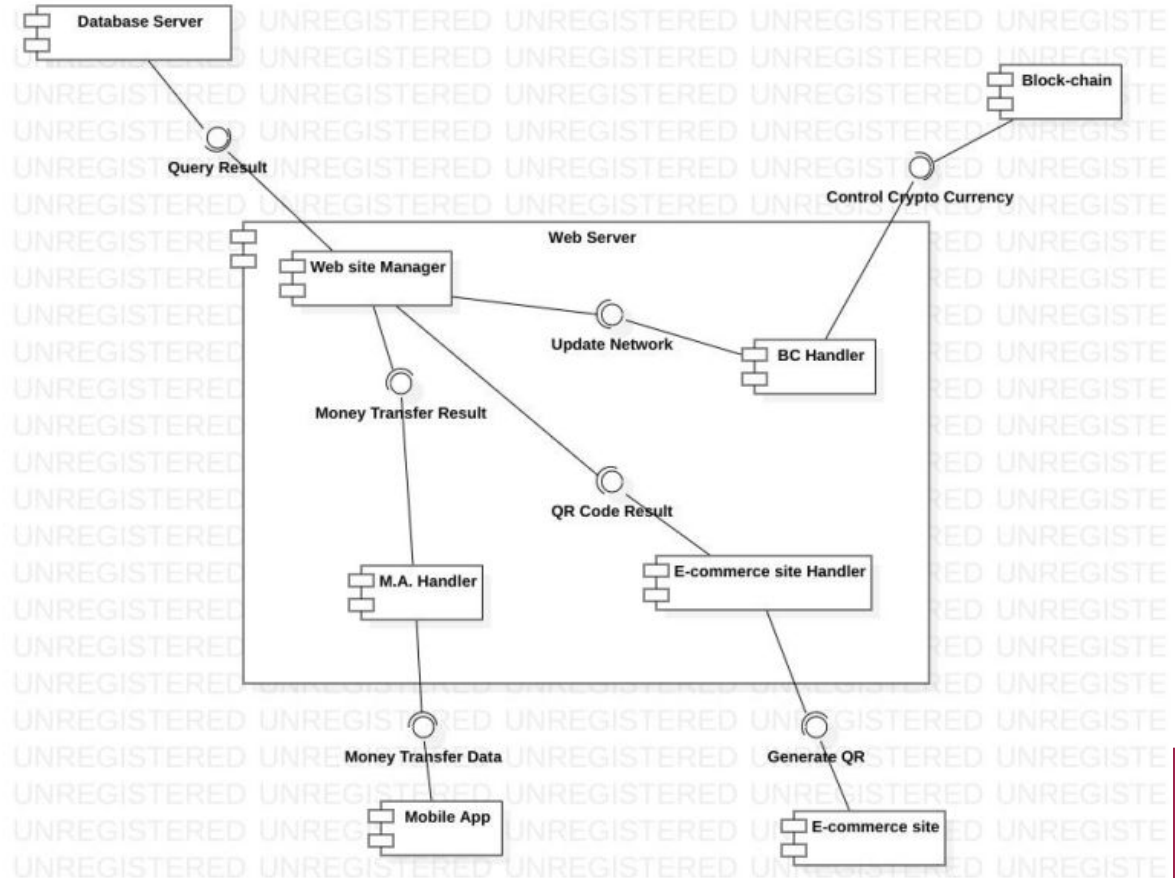 UNREGISTERED
Database Server
Block-chain
Query Result
Control Crypto Currency
Web Server
Web site Manager
Update Network
BC Handler
Money Transfer Result
QR Code Result
M.A. Handler
E-commerce site Handler
Money Transfer Data
Generate QR
Mobile App
E-commerce site